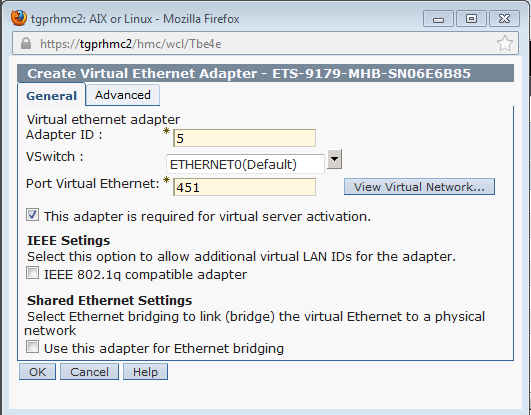 tgprhmc2: AIX or Linux - Mozilla Firefox
https://tgprhmc2/hmc/wcl/Tbe4e
Create Virtual Ethernet Adapter - ETS-9179-MHB-SN06E6B85
General Advanced
Virtual ethernet adapter
Adapter ID : * 5
VSwitch : ETHERNET0(Default)
Port Virtual Ethernet: * 451 View Virtual Network...
This adapter is required for virtual server activation.
IEEE Setings
Select this option to allow additional virtual LAN IDs for the adapter.
IEEE 802.1q compatible adapter
Shared Ethernet Settings
Select Ethernet bridging to link (bridge) the virtual Ethernet to a physical
network
Use this adapter for Ethernet bridging
OK Cancel Help